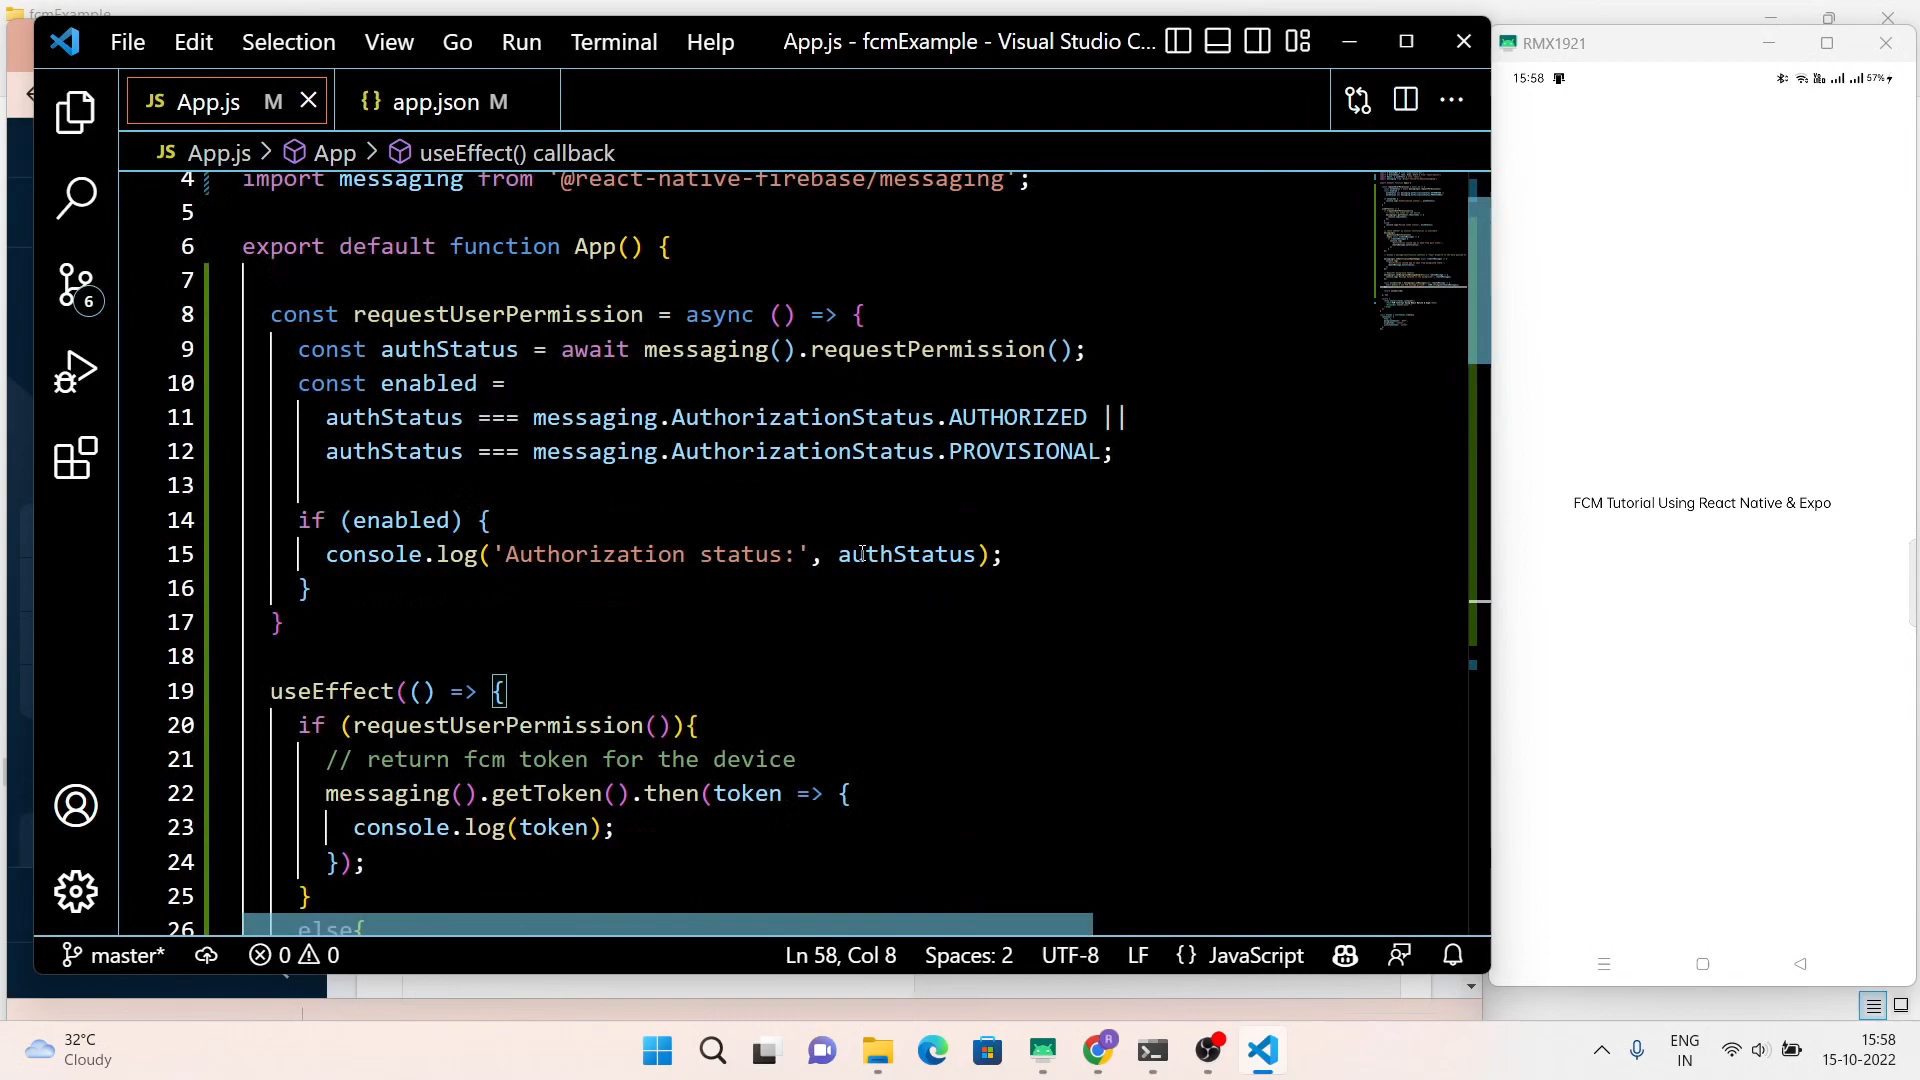 fcmExample
File Edit Selection View Go Run Terminal Help App.js - fcmExample - Visual Studio C...
JS App.js M
{} app.json M
JS App.js > App > useEffect() callback
4 import messaging from '@react-native-firebase/messaging';
5
6 export default function App() {
7
8 const requestUserPermission = async () => {
9 const authStatus = await messaging().requestPermission();
10 const enabled =
11 authStatus === messaging.AuthorizationStatus.AUTHORIZED ||
12 authStatus === messaging.AuthorizationStatus.PROVISIONAL;
13
14 if (enabled) {
15 console.log('Authorization status:', authStatus);
16 }
17 }
18
19 useEffect(() => {
20 if (requestUserPermission()){
21 // return fcm token for the device
22 messaging().getToken().then(token => {
23 console.log(token);
24 });
25 }
26 else{
6
master* 0 0 Ln 58, Col 8 Spaces: 2 UTF-8 LF {} JavaScript
RMX1921
15:58 57%
FCM Tutorial Using React Native & Expo
32°C
Cloudy
R
ENG
IN
15:58
15-10-2022